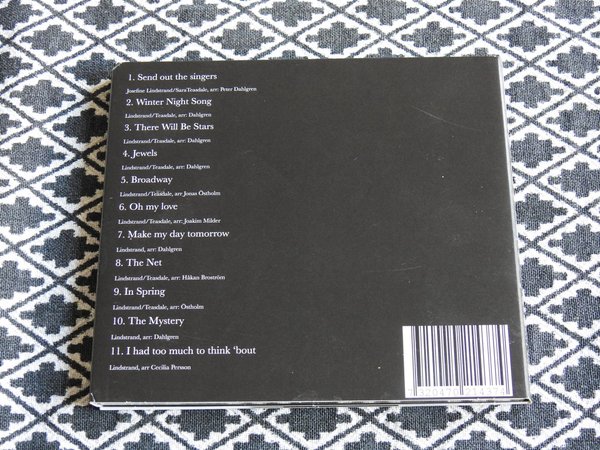 1. Send out the singers
Josefine Lindstrand/SaraTeasdale, arr: Peter Dahlgren
2. Winter Night Song
Lindstrand/Teasdale, arr: Dahlgren
3. There Will Be Stars
Lindstrand/Teasdale, arr: Dahlgren
4. Jewels
Lindstrand/Teasdale, arr: Dahlgren
5. Broadway
Lindstrand/Teasdale, arr Jonas Östholm
6. Oh my love
Lindstrand/Teasdale, arr: Joakim Milder
7. Make my day tomorrow
Lindstrand, arr: Dahlgren
8. The Net
Lindstrand/Teasdale, arr: Håkan Broström
9. In Spring
Lindstrand/Teasdale, arr: Östholm
10. The Mystery
Lindstrand, arr: Dahlgren
11. I had too much to think ‘bout
Lindstrand, arr Cecilia Persson